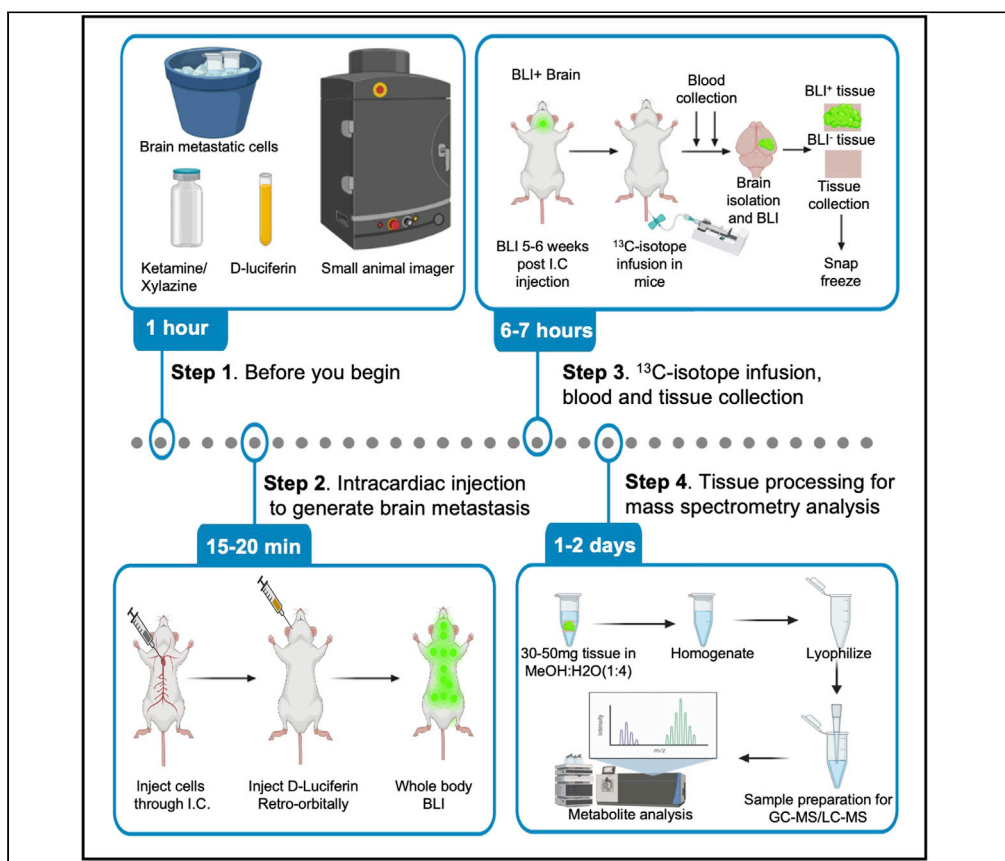 Brain metastatic cells
Ketamine/
Xylazine
D-luciferin
Small animal imager
1 hour
Step 1. Before you begin
15-20 min
Step 2. Intracardiac injection
to generate brain metastasis
Inject cells
through I.C.
Inject D-Luciferin
Retro-orbitally
Whole body
BLI
BLI+ Brain
BLI 5-6 weeks
post I.C
injection
¹³C-isotope
infusion in
mice
Blood
collection
Brain
isolation
and BLI
BLI⁺ tissue
BLI⁻ tissue
Tissue
collection
Snap
freeze
6-7 hours
Step 3. ¹³C-isotope infusion,
blood and tissue collection
Step 4. Tissue processing for
mass spectrometry analysis
1-2 days
30-50mg tissue in
MeOH:H2O(1:4)
Homogenate
Lyophilize
Sample preparation for
GC-MS/LC-MS
Intensity
m/z
Metabolite analysis